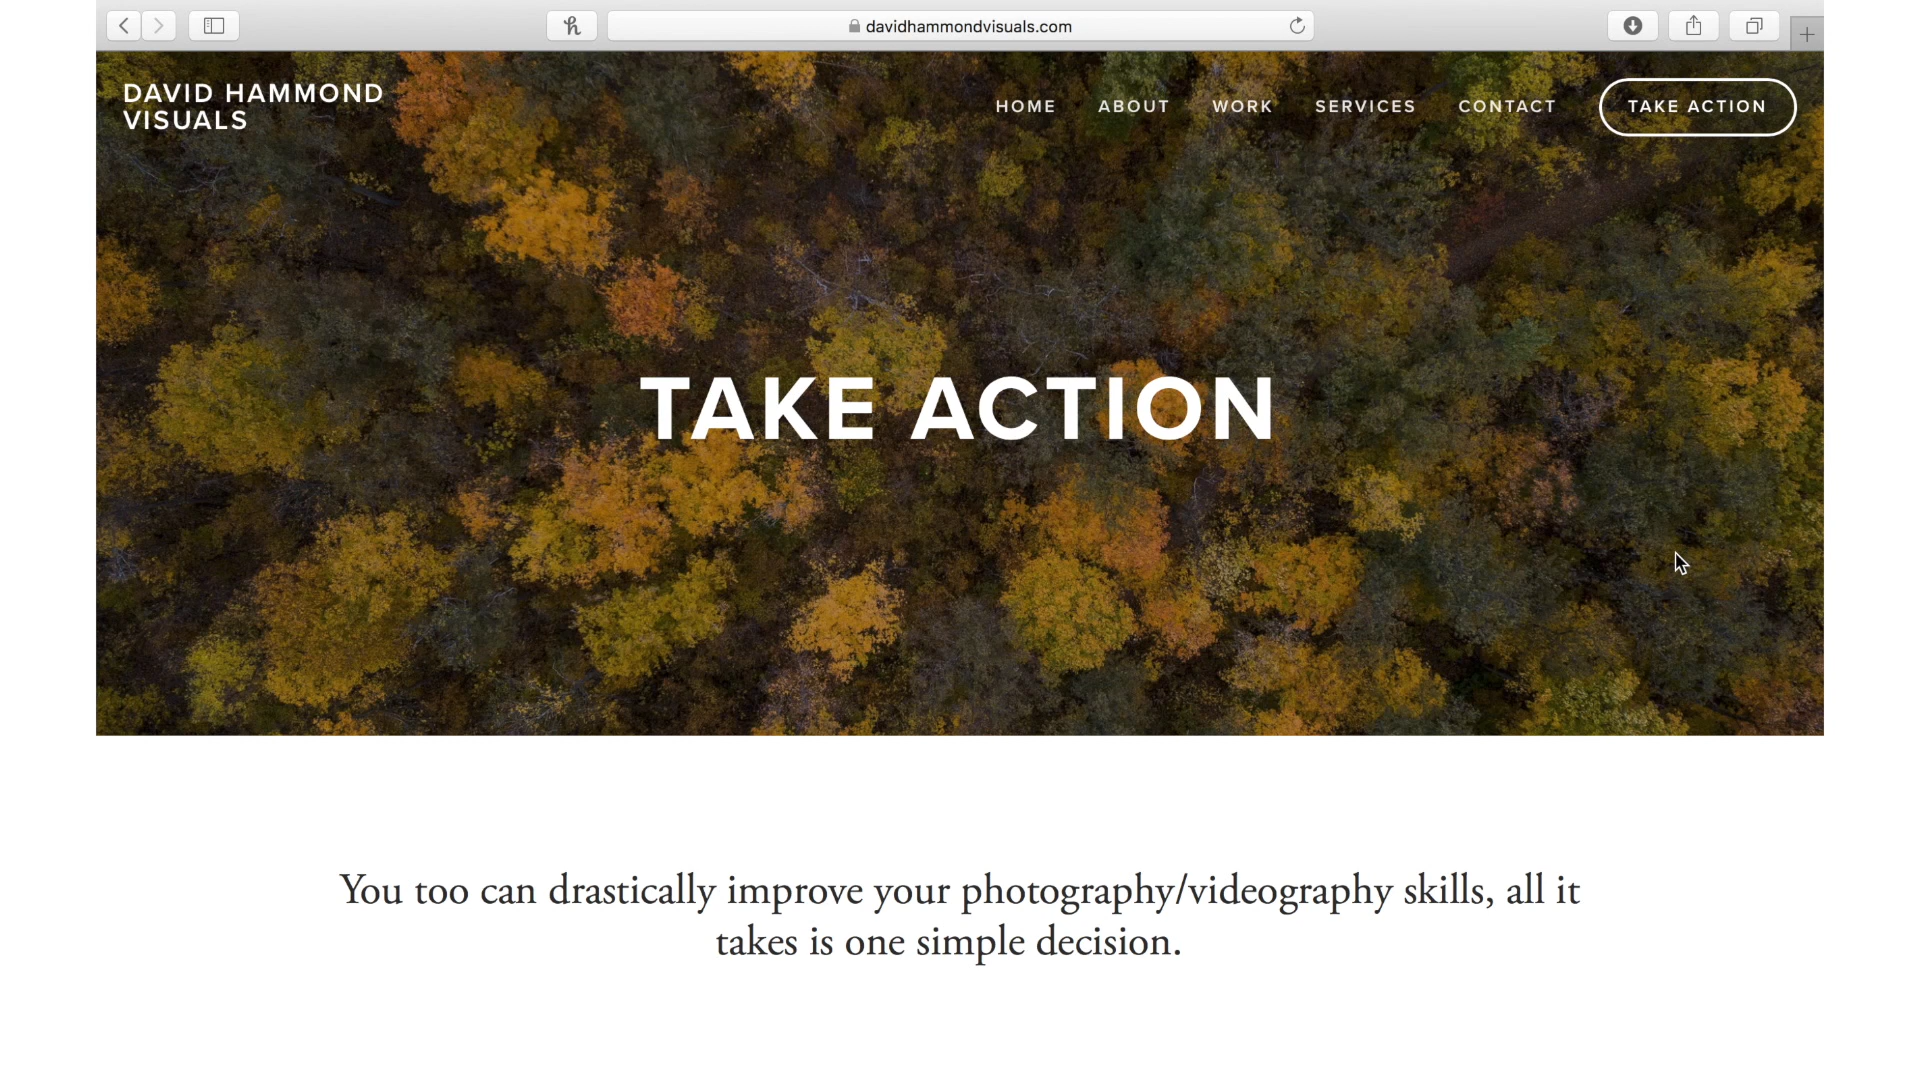 davidhammondvisuals.com
DAVID HAMMOND
VISUALS
HOME ABOUT WORK SERVICES CONTACT TAKE ACTION
TAKE ACTION
You too can drastically improve your photography/videography skills, all it
takes is one simple decision.